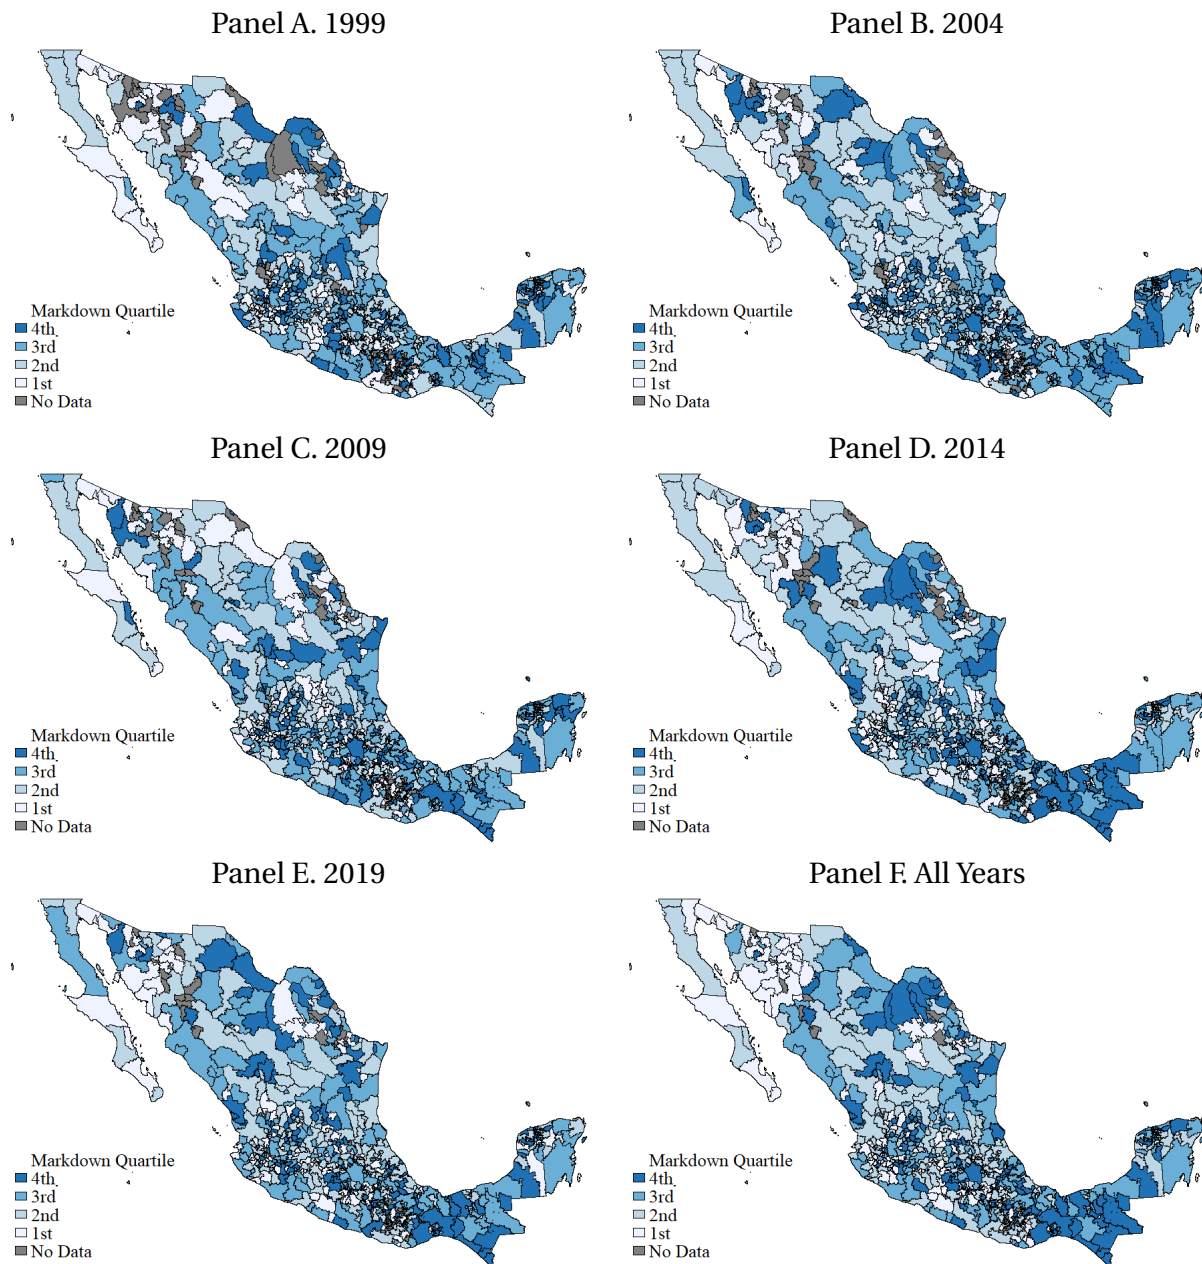 Panel A. 1999
Markdown Quartile
4th
3rd
2nd
1st
No Data
Panel B. 2004
Markdown Quartile
4th
3rd
2nd
1st
No Data
Panel C. 2009
Markdown Quartile
4th
3rd
2nd
1st
No Data
Panel D. 2014
Markdown Quartile
4th
3rd
2nd
1st
No Data
Panel E. 2019
Markdown Quartile
4th
3rd
2nd
1st
No Data
Panel F. All Years
Markdown Quartile
4th
3rd
2nd
1st
No Data